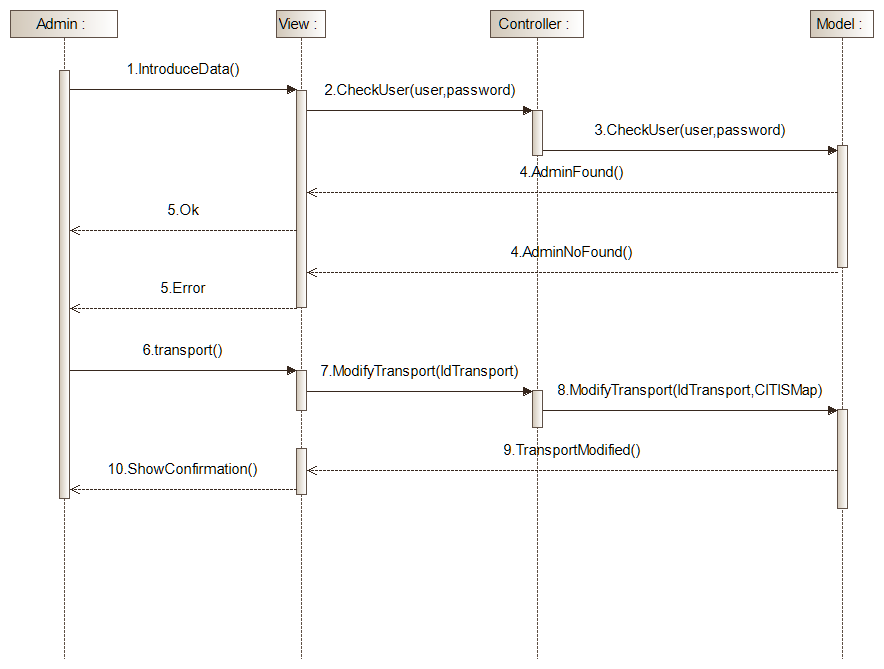 Admin :
View :
Controller :
Model :
1.IntroduceData()
2.CheckUser(user,password)
3.CheckUser(user,password)
4.AdminFound()
5.Ok
4.AdminNoFound()
5.Error
6.transport()
7.ModifyTransport(IdTransport)
8.ModifyTransport(IdTransport,CITISMap)
9.TransportModified()
10.ShowConfirmation()